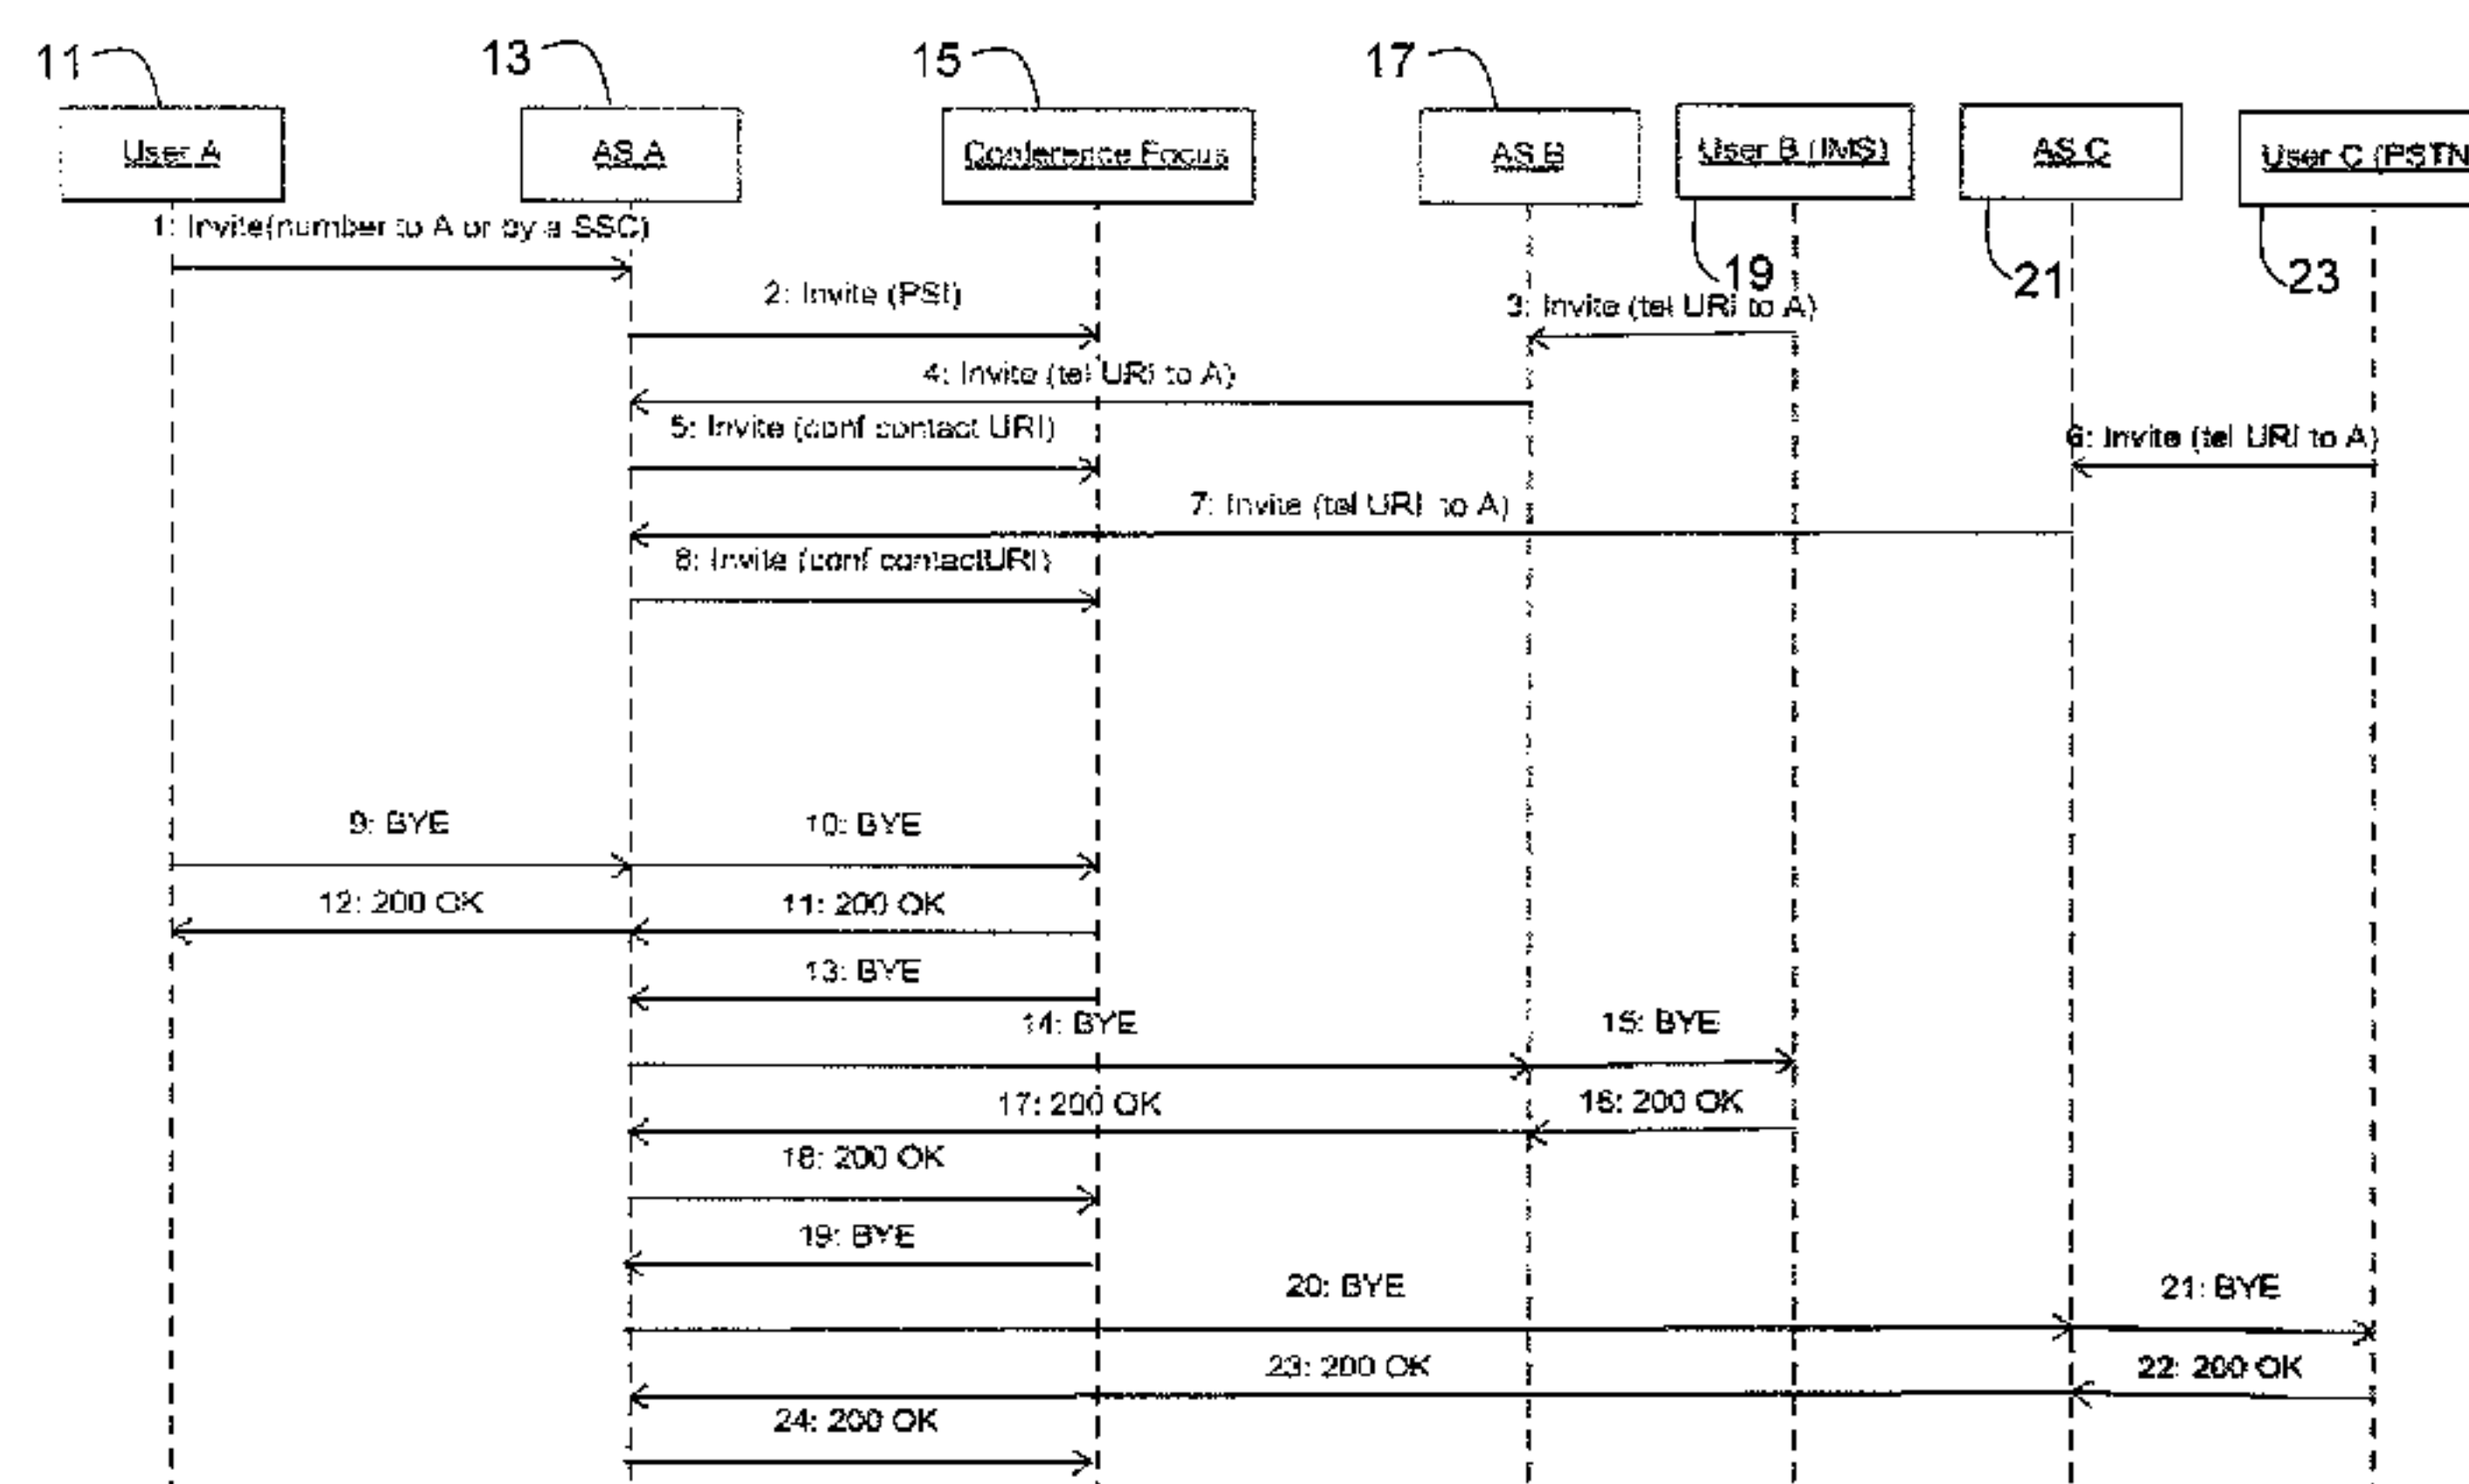 11
13
15
17
User A
AS A
Conference Focus
AS B
User B (IMS)
AS C
User C (PSTN
19
21
23
1: Invite(number to A or by a SSC)
2: Invite (PSI)
3: Invite (tel URI to A)
4: Invite (tel URI to A)
5: Invite (conf contact URI)
6: Invite (tel URI to A)
7: Invite (tel URI to A)
8: Invite (conf contactURI)
9: BYE
10: BYE
12: 200 OK
11: 200 OK
13: BYE
14: BYE
15: BYE
17: 200 OK
16: 200 OK
18: 200 OK
19: BYE
20: BYE
21: BYE
23: 200 OK
22: 200 OK
24: 200 OK